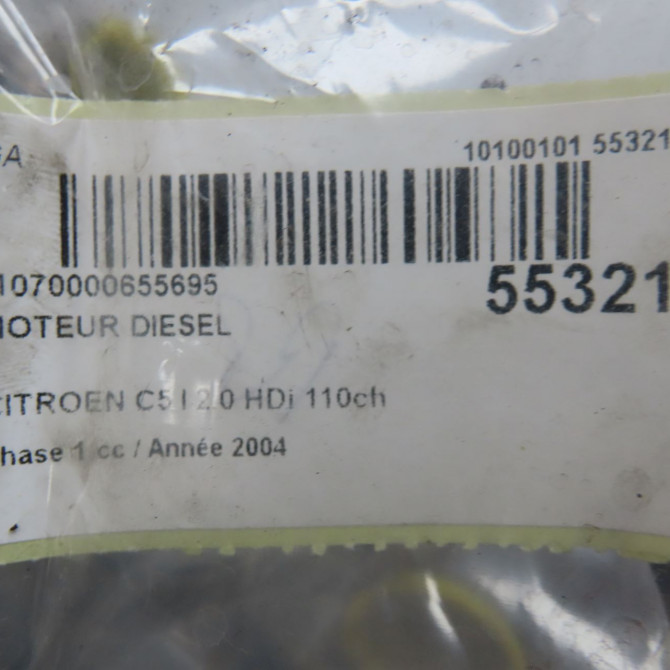 10100101 55321
1070000655695
55321
MOTEUR DIESEL
CITROEN C5 I 2.0 HDi 110ch
Phase 1 cc / Année 2004